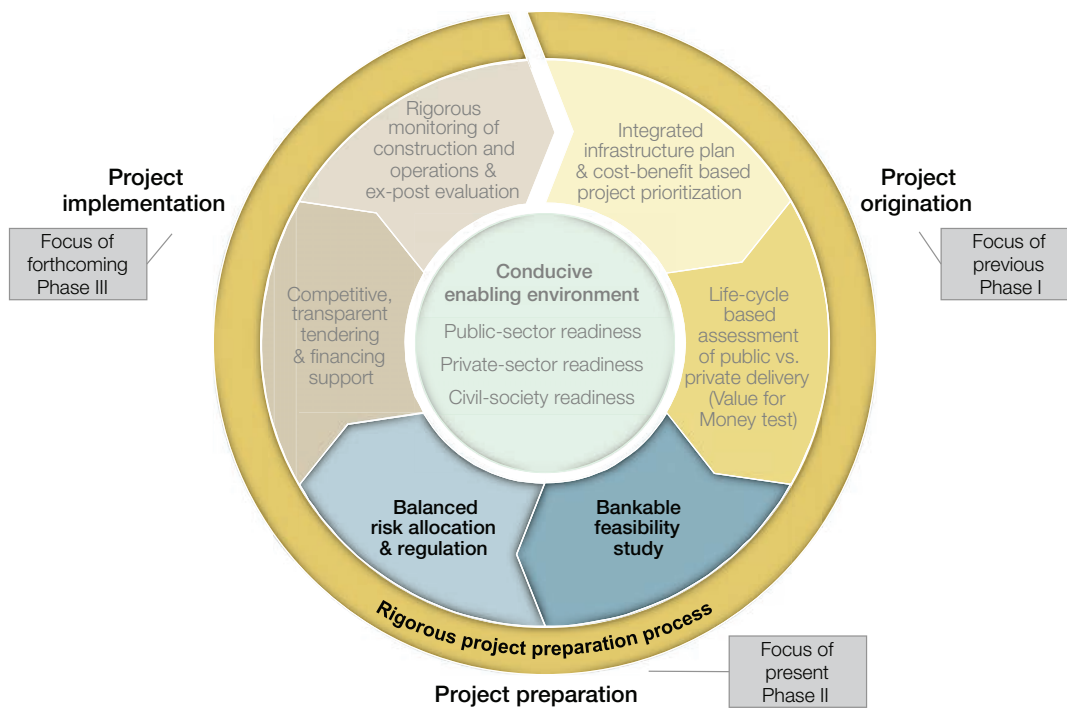 Rigorous
monitoring of
construction and
operations &
ex-post evaluation
Integrated
infrastructure plan
& cost-benefit based
project prioritization
Project
implementation
Focus of
forthcoming
Phase III
Project
origination
Focus of
previous
Phase I
Competitive,
transparent
tendering
& financing
support
Conducive
enabling environment
Public-sector readiness
Private-sector readiness
Civil-society readiness
Life-cycle
based
assessment
of public vs.
private delivery
(Value for
Money test)
Balanced
risk allocation
& regulation
Bankable
feasibility
study
Rigorous project preparation process
Project preparation
Focus of
present
Phase II